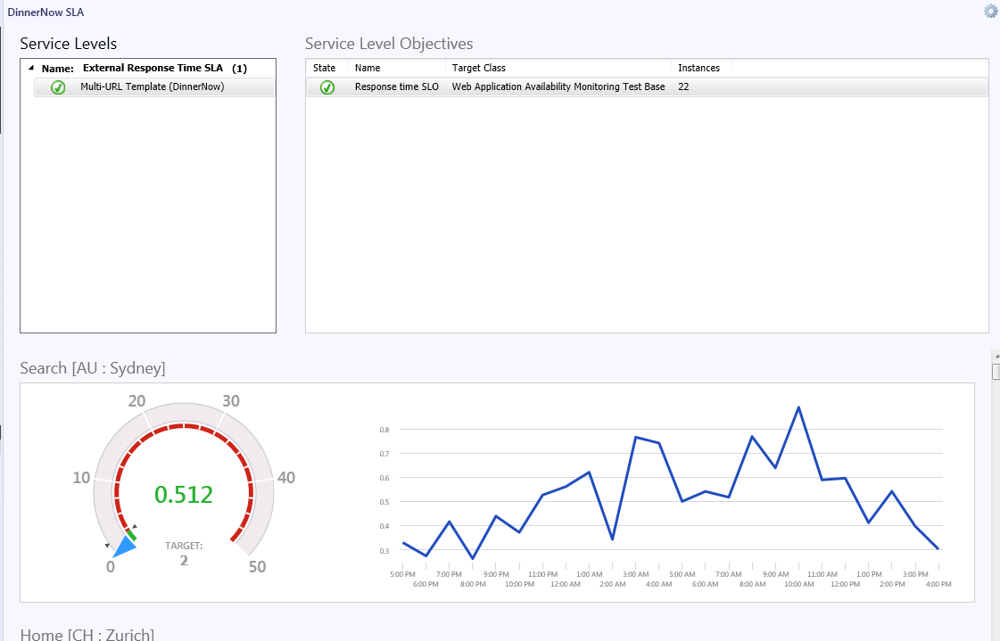 DinnerNow SLA
Service Levels
Name: External Response Time SLA (1)
Multi-URL Template (DinnerNow)
Service Level Objectives
State Name Target Class Instances
Response time SLO Web Application Availability Monitoring Test Base 22
Search [AU : Sydney]
20 30
10 40
0.512
TARGET:
2
0 50
0.8
0.7
0.6
0.5
0.4
0.3
5:00 PM 7:00 PM 9:00 PM 11:00 PM 1:00 AM 3:00 AM 5:00 AM 7:00 AM 9:00 AM 11:00 AM 1:00 PM 3:00 PM
6:00 PM 8:00 PM 10:00 PM 12:00 AM 2:00 AM 4:00 AM 6:00 AM 8:00 AM 10:00 AM 12:00 PM 2:00 PM 4:00 PM
Home [CH : Zurich]